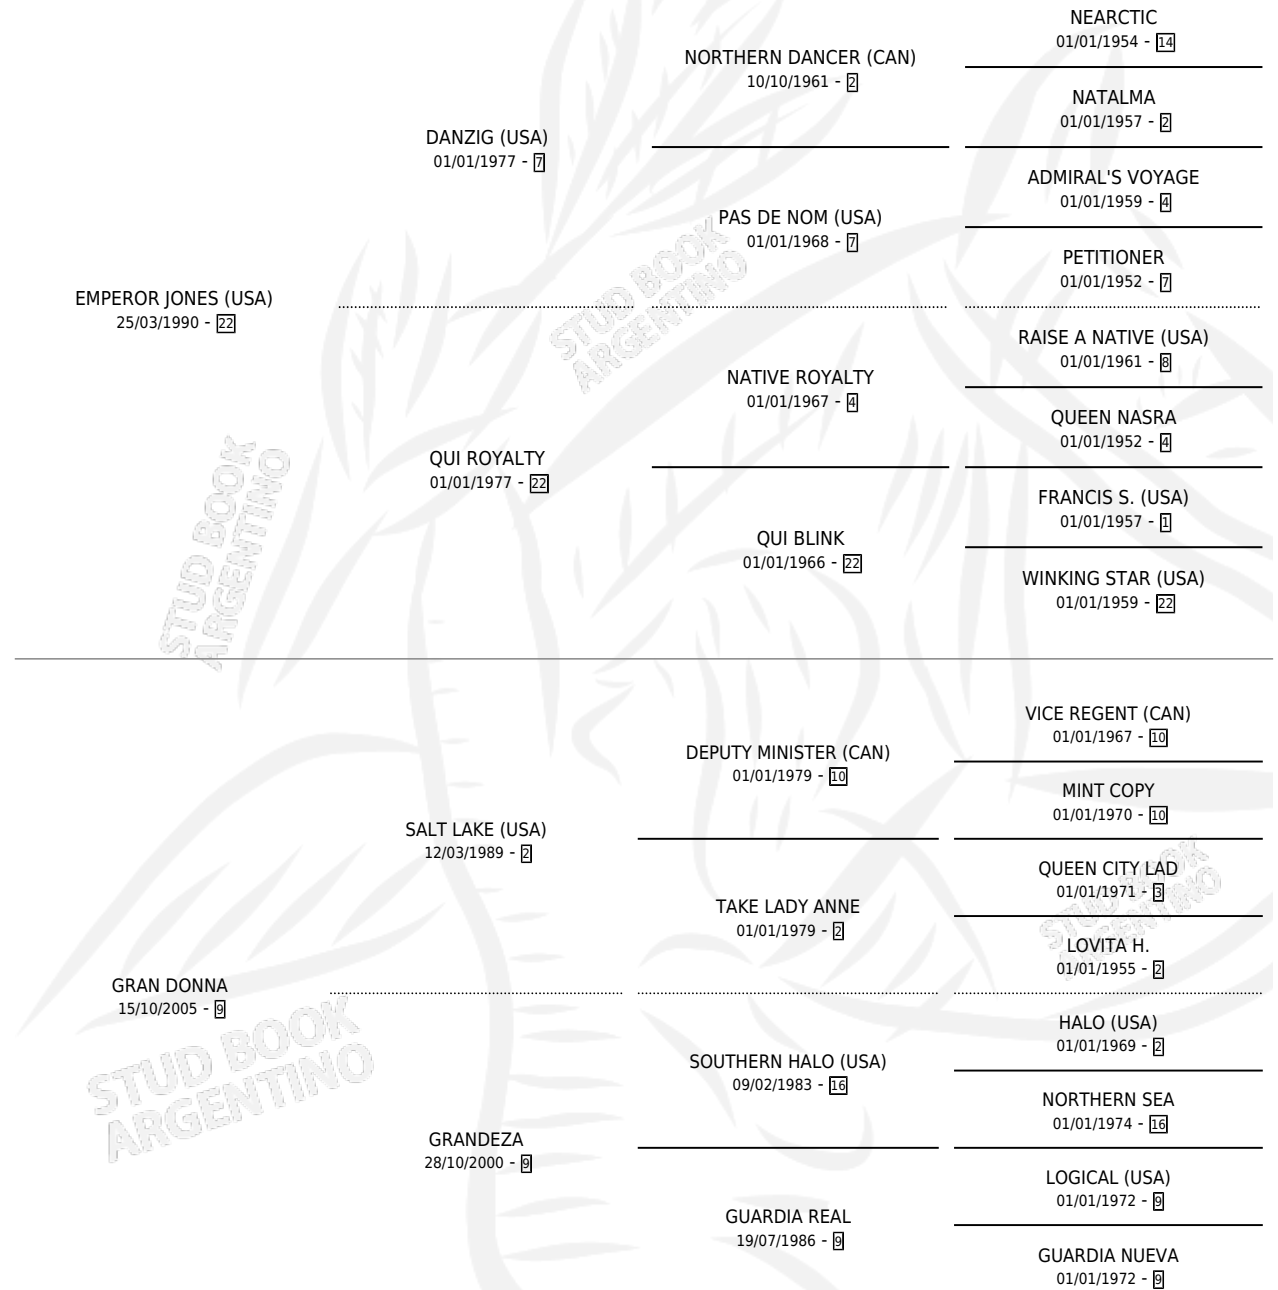 NEARCTIC
01/01/1954 - 14
NORTHERN DANCER (CAN)
10/10/1961 - 2
NATALMA
01/01/1957 - 2
DANZIG (USA)
01/01/1977 - 7
ADMIRAL'S VOYAGE
01/01/1959 - 4
PAS DE NOM (USA)
01/01/1968 - 7
PETITIONER
01/01/1952 - 7
EMPEROR JONES (USA)
25/03/1990 - 22
STUD BOOK
ARGENTINO
RAISE A NATIVE (USA)
01/01/1961 - 8
NATIVE ROYALTY
01/01/1967 - 4
QUEEN NASRA
01/01/1952 - 4
QUI ROYALTY
01/01/1977 - 22
FRANCIS S. (USA)
01/01/1957 - 1
QUI BLINK
01/01/1966 - 22
WINKING STAR (USA)
01/01/1959 - 22
STUD BOOK
ARGENTINO
VICE REGENT (CAN)
01/01/1967 - 10
DEPUTY MINISTER (CAN)
01/01/1979 - 10
MINT COPY
01/01/1970 - 10
SALT LAKE (USA)
12/03/1989 - 2
QUEEN CITY LAD
01/01/1971 - 3
TAKE LADY ANNE
01/01/1979 - 2
STUD BOOK
ARGENTINO
LOVITA H.
01/01/1955 - 2
GRAN DONNA
15/10/2005 - 9
STUD BOOK
ARGENTINO
HALO (USA)
01/01/1969 - 2
SOUTHERN HALO (USA)
09/02/1983 - 16
NORTHERN SEA
01/01/1974 - 16
GRANDEZA
28/10/2000 - 9
LOGICAL (USA)
01/01/1972 - 9
GUARDIA REAL
19/07/1986 - 9
GUARDIA NUEVA
01/01/1972 - 9